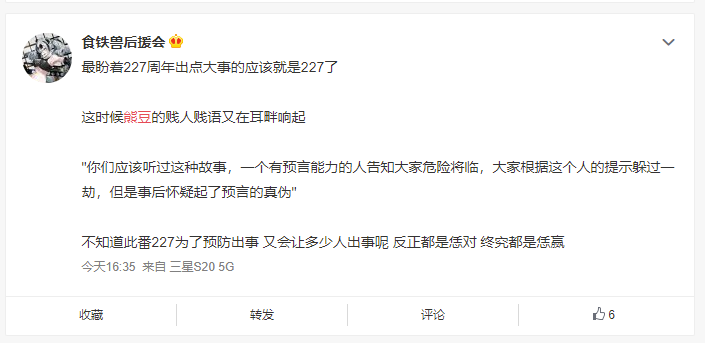 食铁兽后援会
最盼着227周年出点大事的应该就是227了
这时候熊豆的贱人贱语又在耳畔响起
"你们应该听过这种故事，一个有预言能力的人告知大家危险将临，大家根据这个人的提示躲过一
劫，但是事后怀疑起了预言的真伪"
不知道此番227为了预防出事 又会让多少人出事呢 反正都是恁对 终究都是恁赢
今天16:35 来自 三星S20 5G
收藏 转发 评论 6